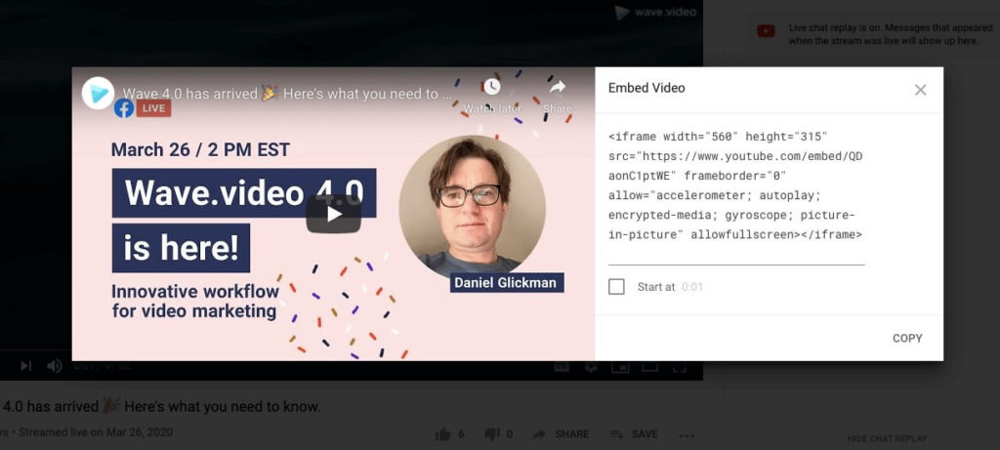 wave.video
Live chat replay is on. Messages that appeared
when the stream was live will show up here.
Wave 4.0 has arrived 🎉 Here's what you need to ...
Watch later
Share
LIVE
March 26 / 2 PM EST
Wave.video 4.0
is here!
Innovative workflow
for video marketing
Daniel Glickman
Embed Video
<iframe width="560" height="315"
src="https://www.youtube.com/embed/QD
aonC1ptWE" frameborder="0"
allow="accelerometer; autoplay;
encrypted-media; gyroscope; picture-
in-picture" allowfullscreen></iframe>
Start at 0:01
COPY
4.0 has arrived 🎉 Here's what you need to know.
• Streamed live on Mar 26, 2020
6
0
SHARE
SAVE
HIDE CHAT REPLAY